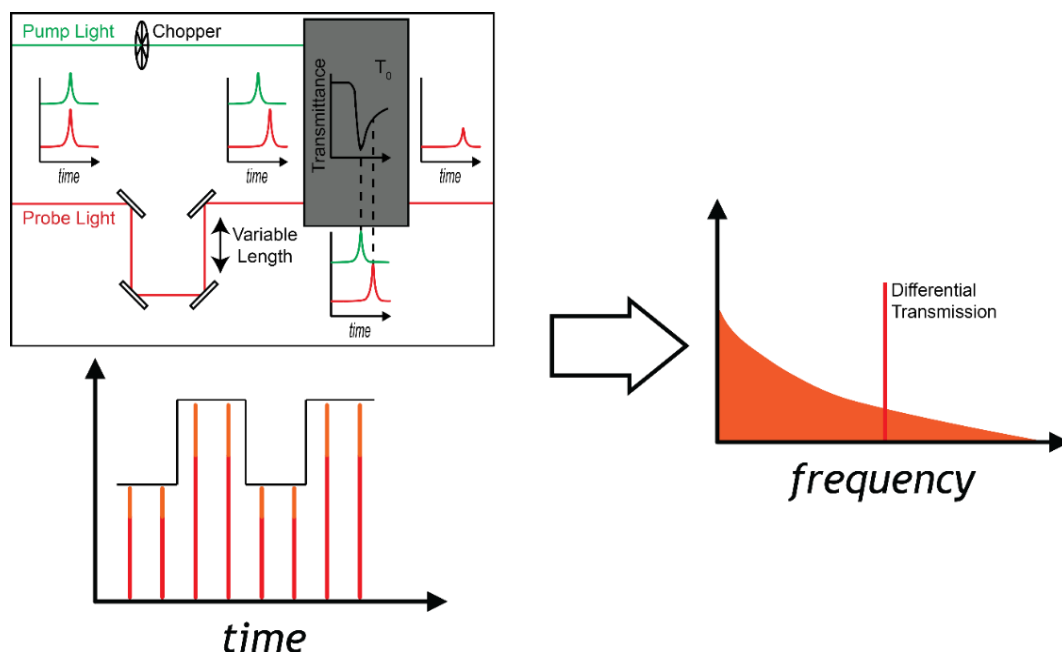 Pump Light
Chopper
T0
Transmittance
time
time
time
Probe Light
Variable
Length
time
Differential
Transmission
time
frequency